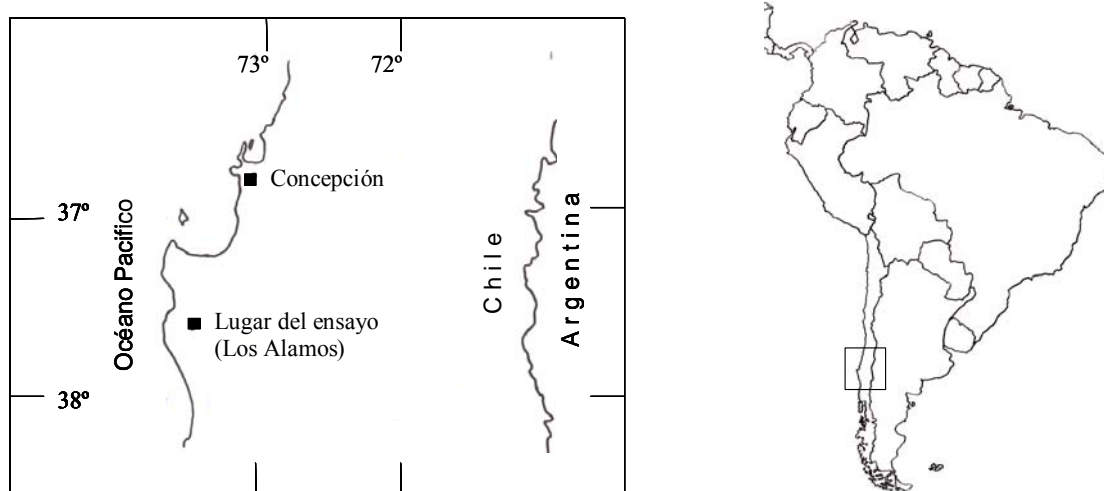 73º
72º
Concepción
37º
Océano Pacifico
Chile
Argentina
Lugar del ensayo
(Los Alamos)
38º